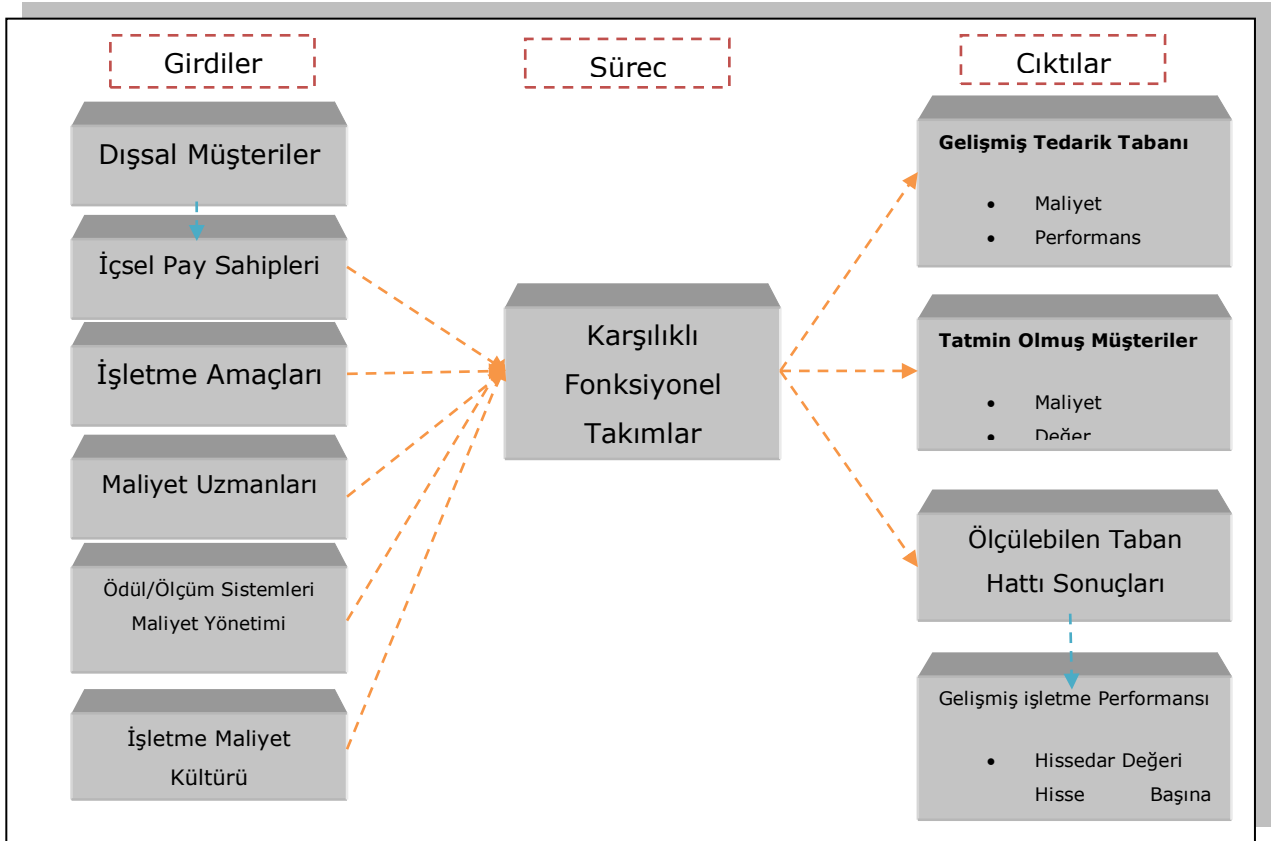 Girdiler
Sürec
Cıktılar
Dışsal Müşteriler
İçsel Pay Sahipleri
İşletme Amaçları
Maliyet Uzmanları
Ödül/Ölçüm Sistemleri
Maliyet Yönetimi
İşletme Maliyet
Kültürü
Karşılıklı
Fonksiyonel
Takımlar
Gelişmiş Tedarik Tabanı
• Maliyet
• Performans
Tatmin Olmuş Müşteriler
• Maliyet
• Değer
Ölçülebilen Taban
Hattı Sonuçları
Gelişmiş işletme Performansı
• Hissedar Değeri
Hisse Başına